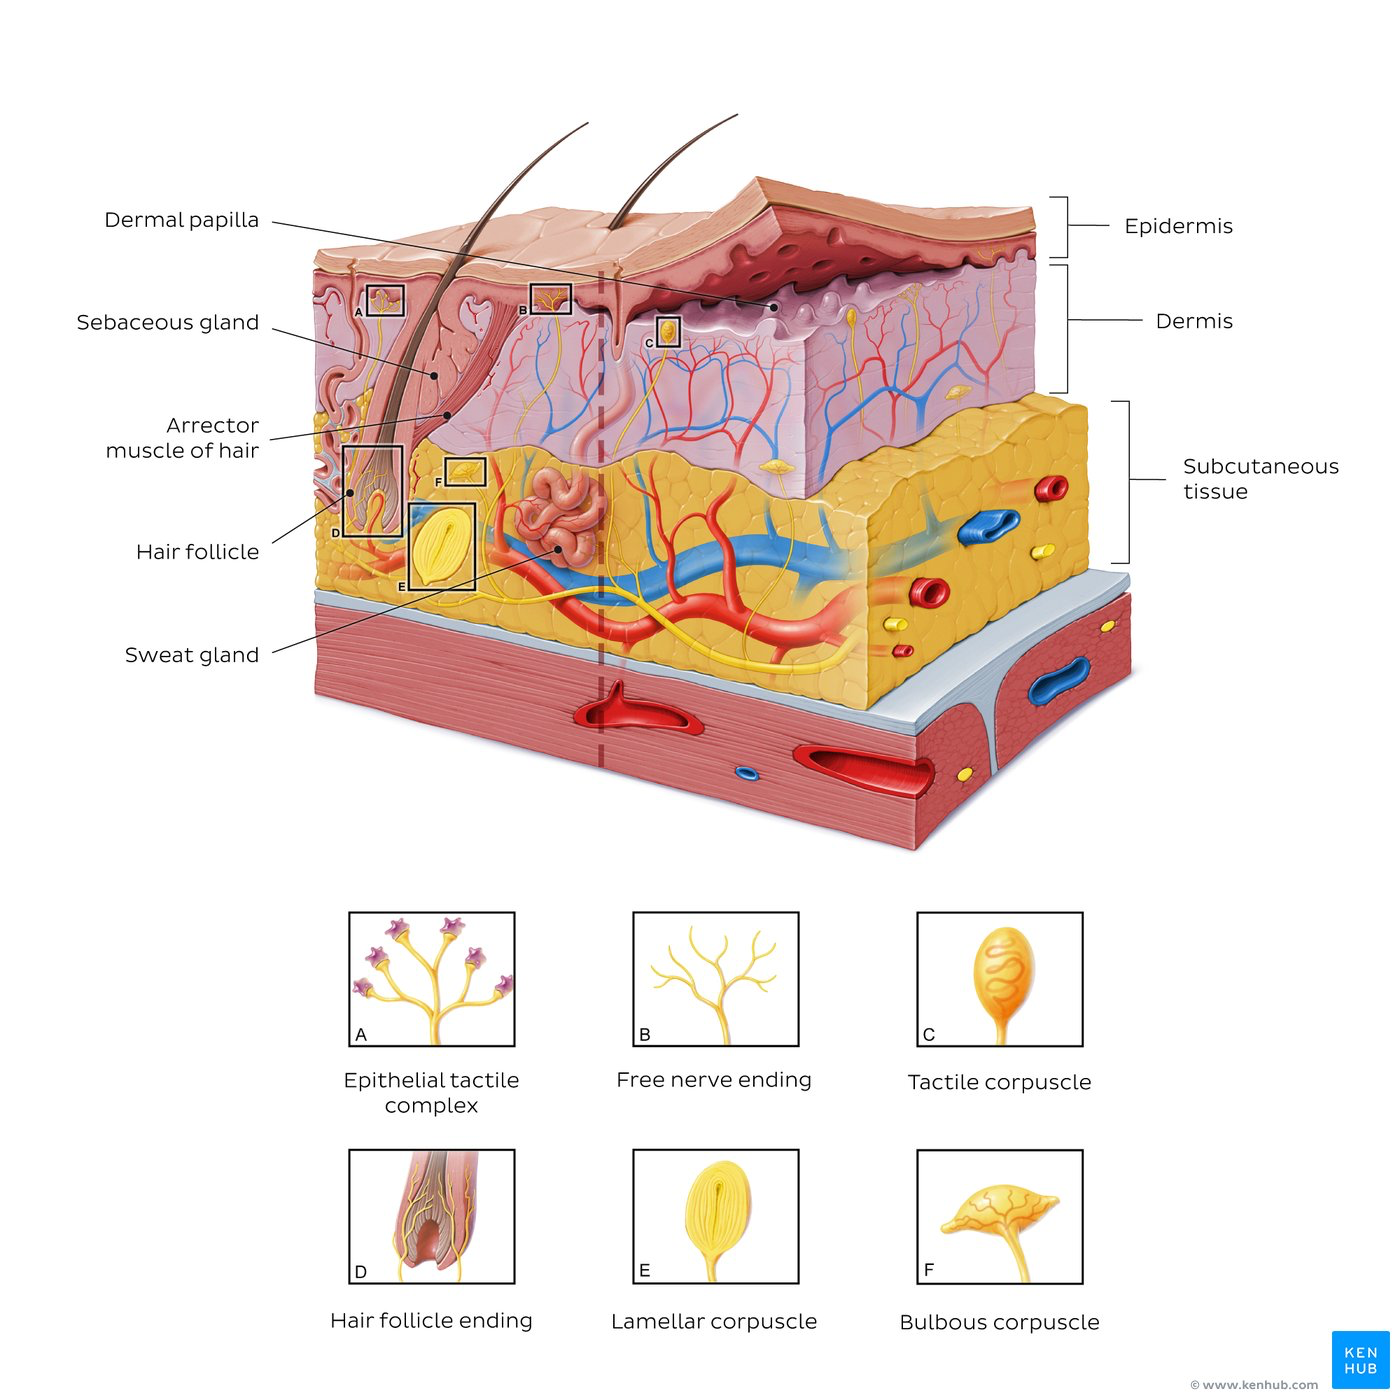 Dermal papilla
Sebaceous gland
Arrector
muscle of hair
Hair follicle
Sweat gland
Epidermis
Dermis
Subcutaneous
tissue
A
B
C
D
E
F
A
Epithelial tactile
complex
B
Free nerve ending
C
Tactile corpuscle
D
Hair follicle ending
E
Lamellar corpuscle
F
Bulbous corpuscle
KEN
HUB
© www.kenhub.com